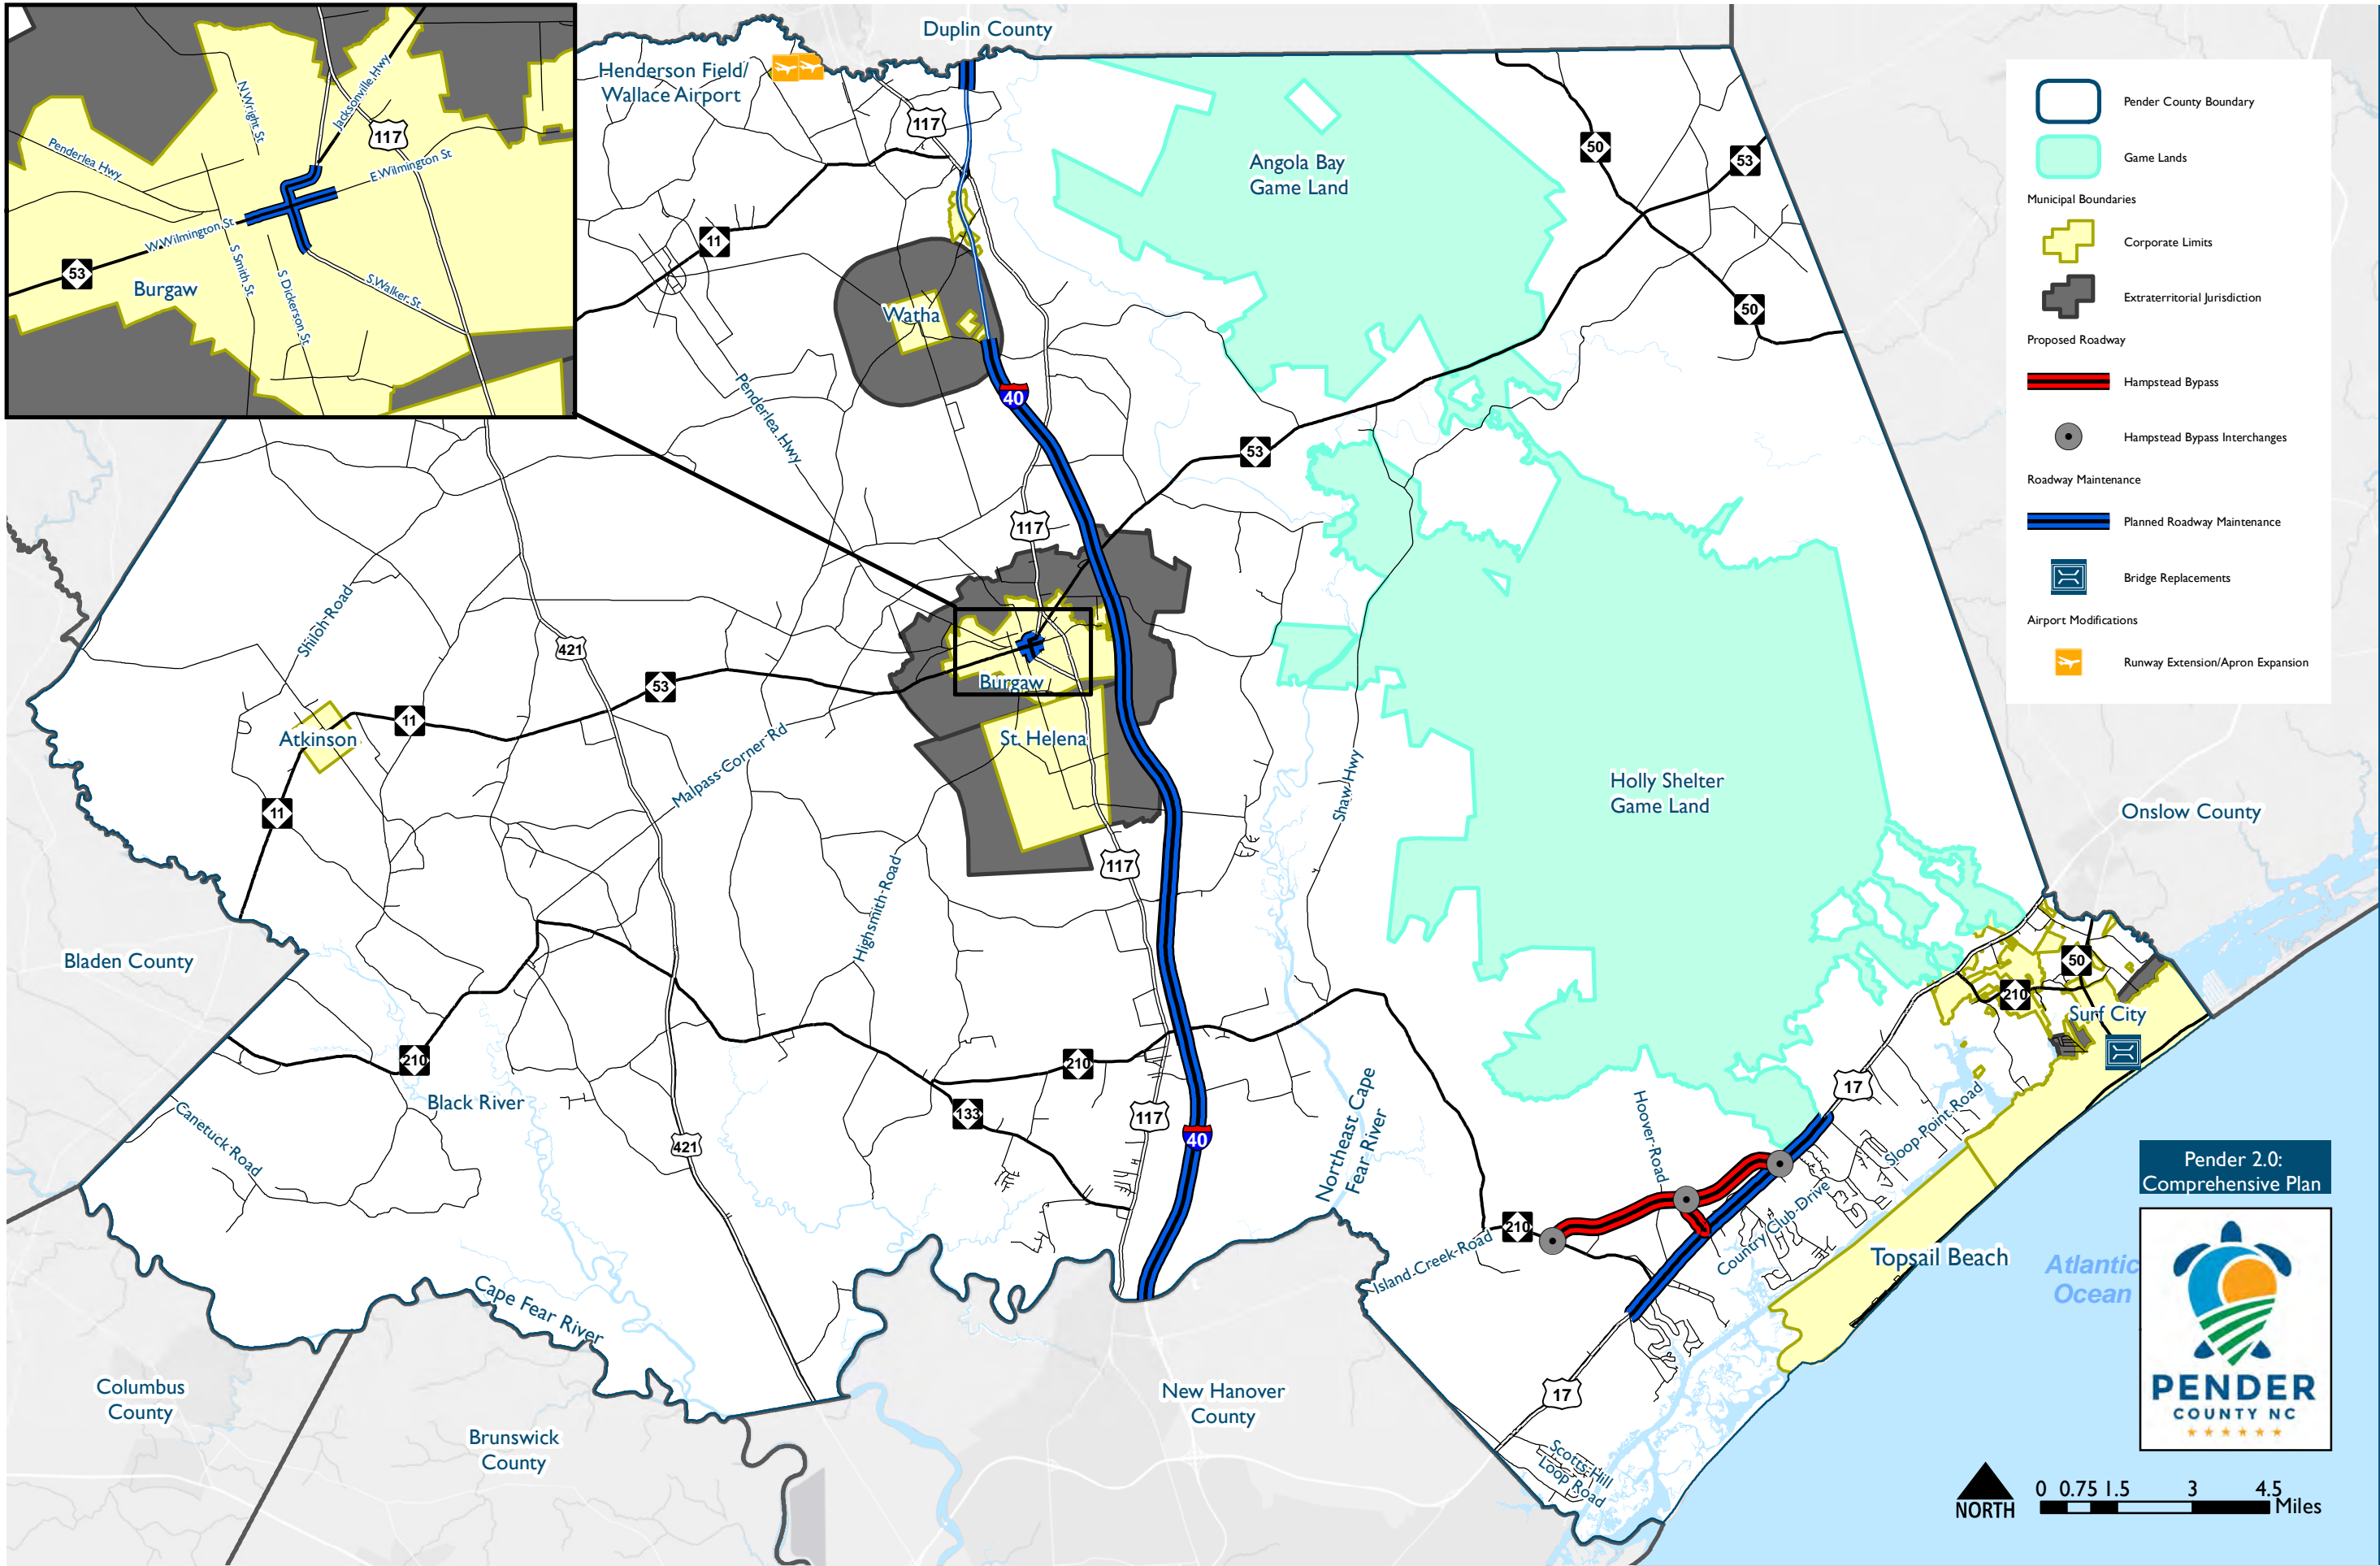 N Wright St
Jacksonville Hwy
117
Penderlea Hwy
E Wilmington St
W Wilmington St
53
Burgaw
S Smith St
S Dickerson St
S Walker St
Duplin County
Henderson Field/
Wallace Airport
117
11
Angola Bay
Game Land
50
53
50
Watha
Penderlea Hwy
40
53
117
Shiloh Road
421
53
Burgaw
St. Helena
Atkinson
11
11
Malpass Corner Rd
Shaw Hwy
Holly Shelter
Game Land
Onslow County
117
Highsmith Road
Bladen County
50
210
Surf City
210
Black River
210
133
117
40
421
Canetuck Road
Northeast Cape
Fear River
Hoover Road
17
Sloop Point Road
Country Club Drive
210
Island Creek Road
Topsail Beach
Atlantic
Ocean
Cape Fear River
17
Scotts Hill
Loop Road
Columbus
County
Brunswick
County
New Hanover
County
Pender County Boundary
Game Lands
Municipal Boundaries
Corporate Limits
Extraterritorial Jurisdiction
Proposed Roadway
Hampstead Bypass
Hampstead Bypass Interchanges
Roadway Maintenance
Planned Roadway Maintenance
Bridge Replacements
Airport Modifications
Runway Extension/Apron Expansion
Pender 2.0:
Comprehensive Plan
PENDER
COUNTY NC
NORTH
0 0.75 1.5 3 4.5
Miles